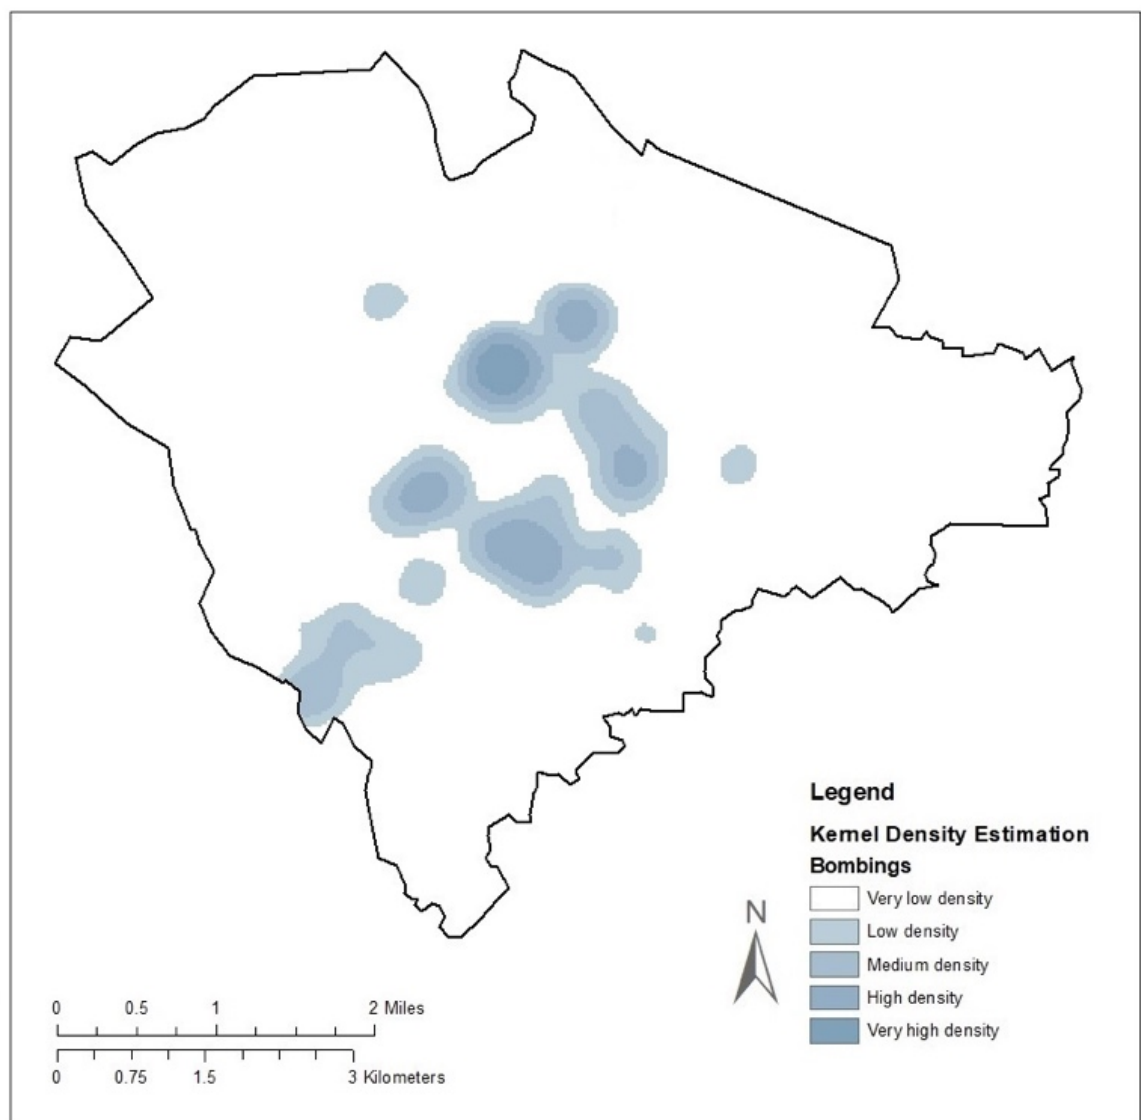 Legend
Kernel Density Estimation
Bombings
Very low density
Low density
Medium density
High density
Very high density
N
0 0.5 1 2 Miles
0 0.75 1.5 3 Kilometers